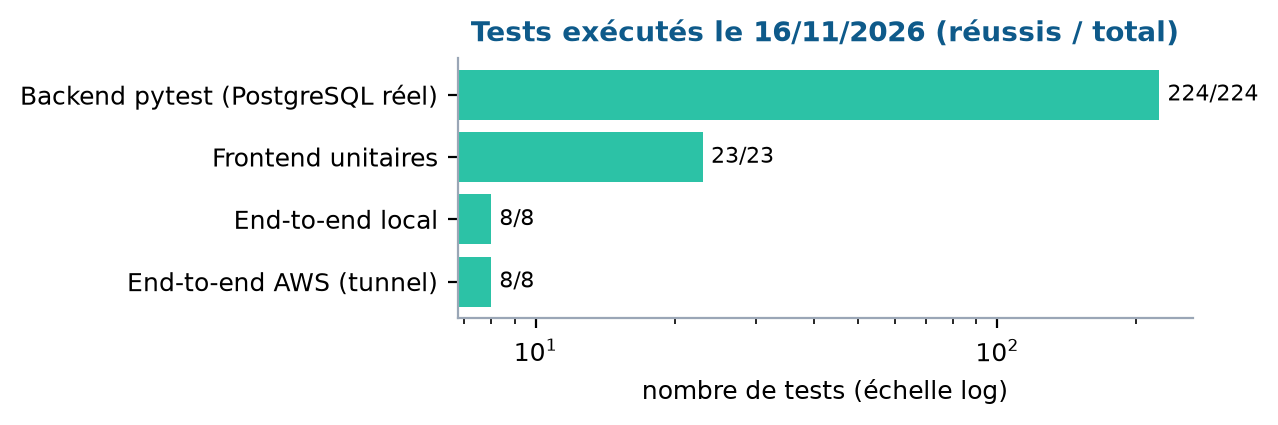 Tests exécutés le 16/11/2026 (réussis / total)
Backend pytest (PostgreSQL réel) 224/224
Frontend unitaires 23/23
End-to-end local 8/8
End-to-end AWS (tunnel) 8/8
10¹ 10²
nombre de tests (échelle log)